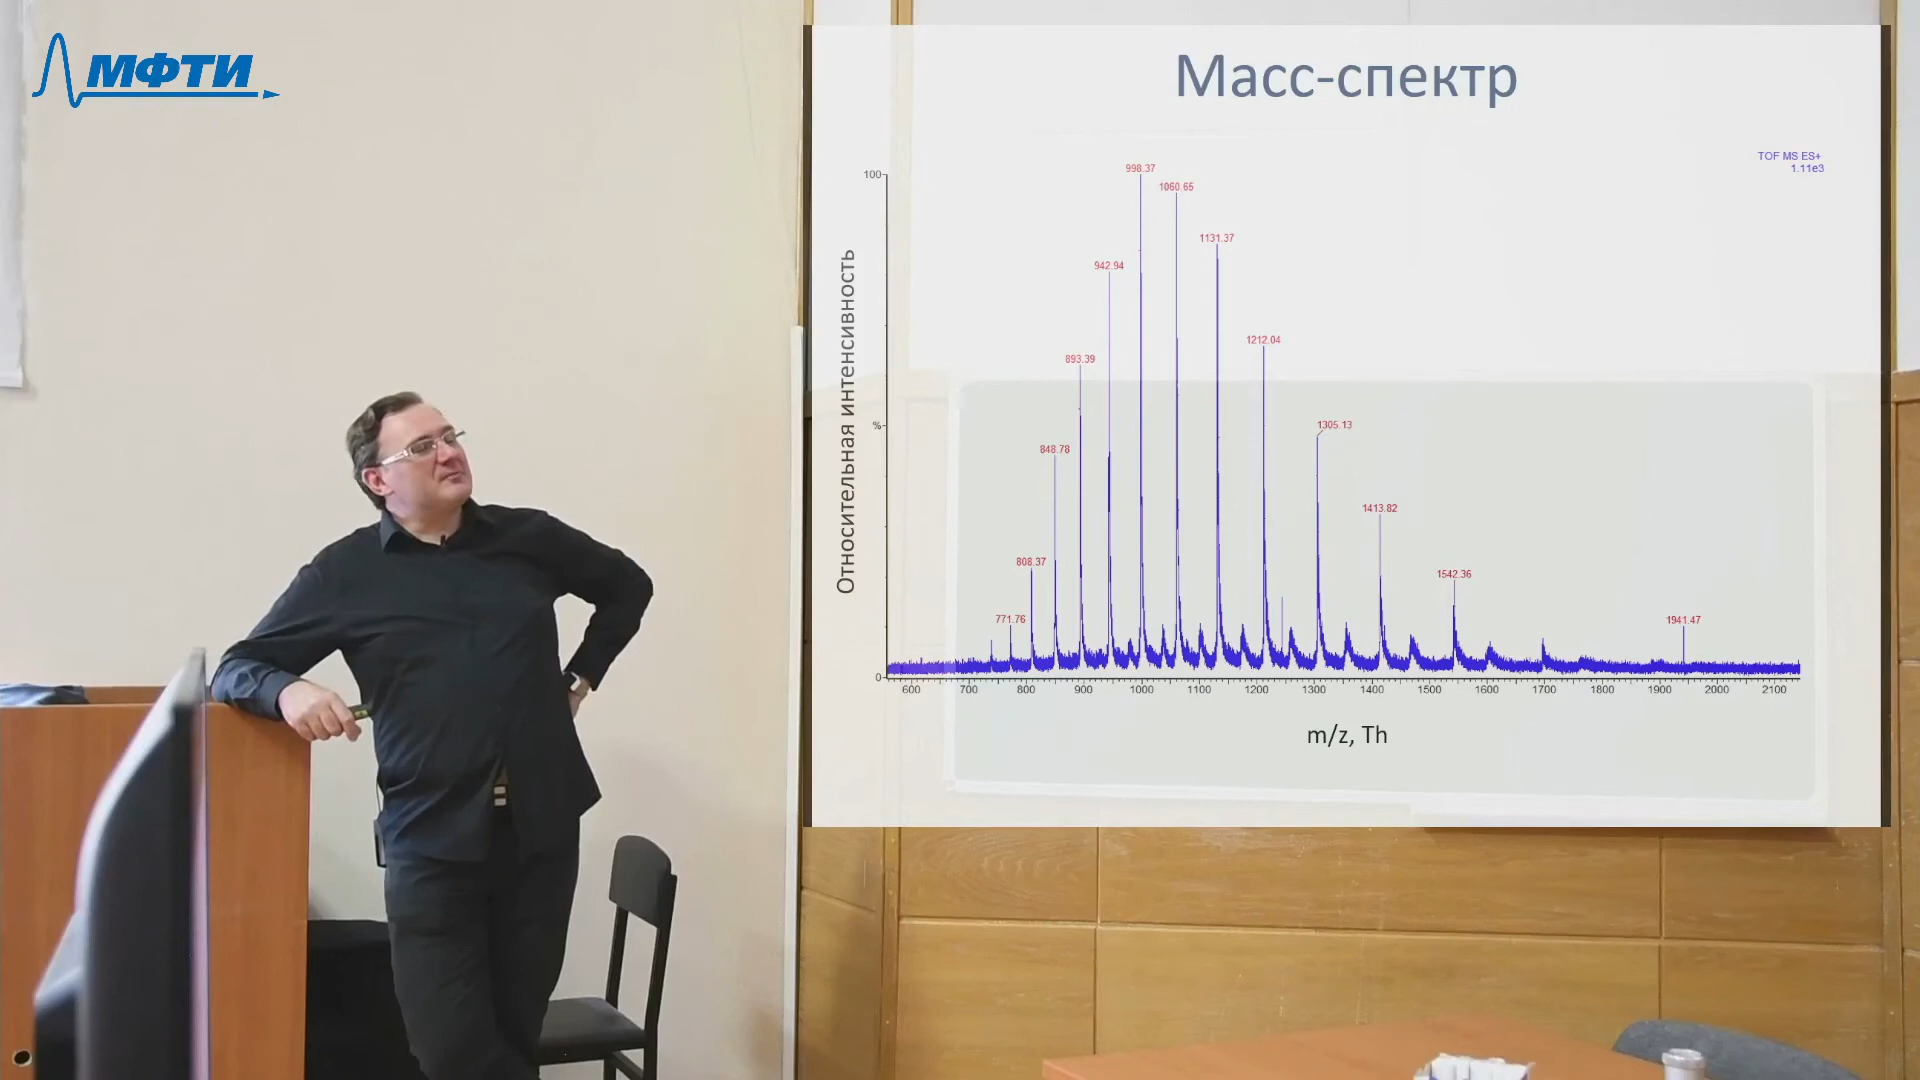 МФТИ
Масс-спектр
TOF MS ES+
1.11e3
Относительная интенсивность
100
%
0
998.37
1060.65
1131.37
942.94
1212.04
893.39
1305.13
848.78
1413.82
808.37
1542.36
771.76
1941.47
600 700 800 900 1000 1100 1200 1300 1400 1500 1600 1700 1800 1900 2000 2100
m/z, Th